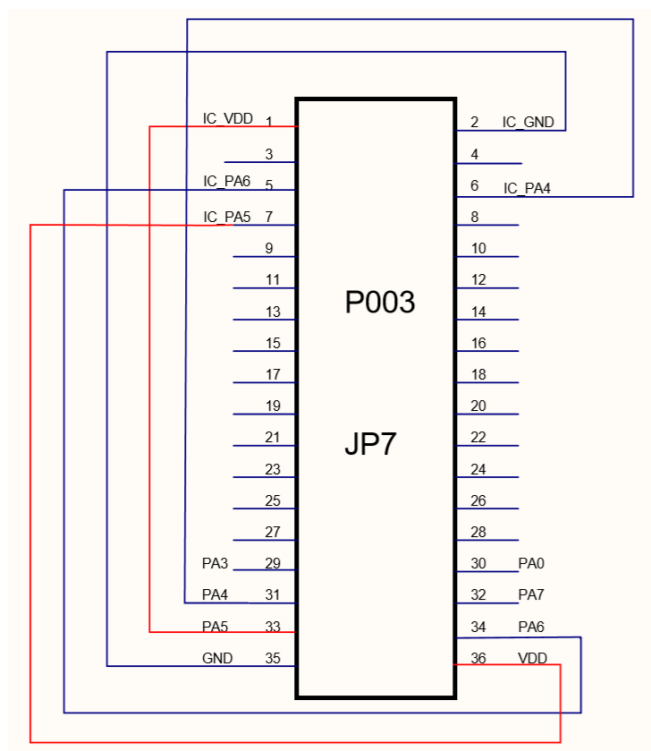 IC_VDD 1 2 IC_GND
3 4
IC_PA6 5 6 IC_PA4
IC_PA5 7 8
9 10
11 12
P003
13 14
15 16
17 18
19 20
JP7
21 22
23 24
25 26
27 28
PA3 29 30 PA0
PA4 31 32 PA7
PA5 33 34 PA6
GND 35 36 VDD